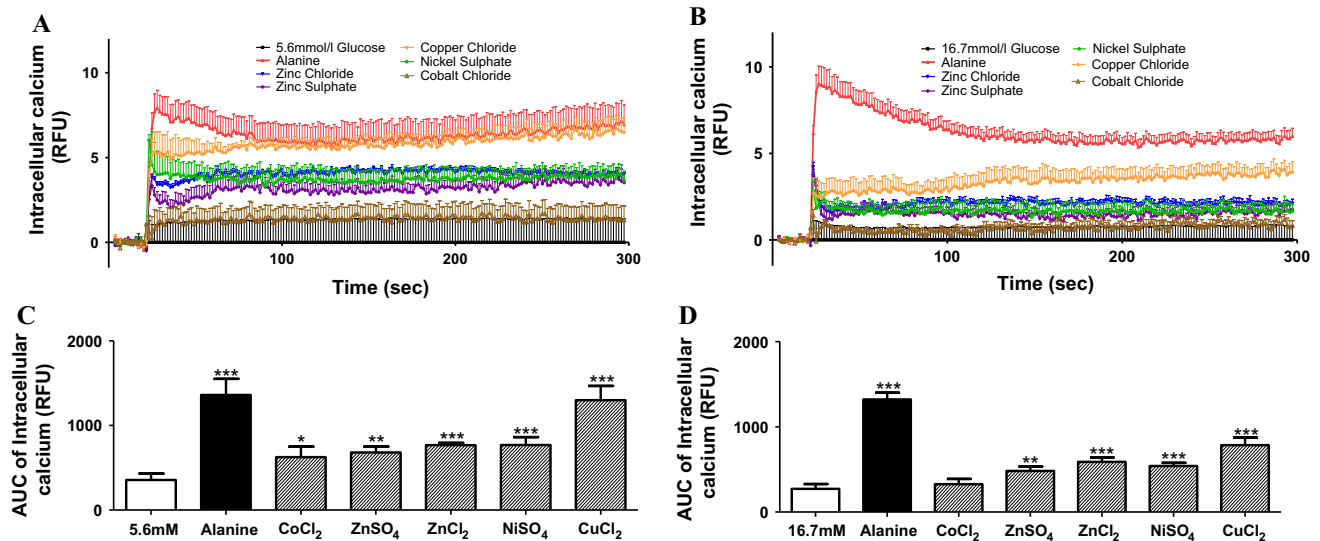 A
Intracellular calcium
(RFU)
10
5
0
5.6mmol/l Glucose
Alanine
Zinc Chloride
Zinc Sulphate
Copper Chloride
Nickel Sulphate
Cobalt Chloride
100
200
300
Time (sec)
B
Intracellular calcium
(RFU)
10
5
0
16.7mmol/l Glucose
Alanine
Zinc Chloride
Zinc Sulphate
Nickel Sulphate
Copper Chloride
Cobalt Chloride
100
200
300
Time (sec)
C
AUC of Intracellular
calcium (RFU)
2000
1000
0
***
*
**
***
***
***
5.6mM
Alanine
CoCl2
ZnSO4
ZnCl2
NiSO4
CuCl2
D
AUC of Intracellular
calcium (RFU)
2000
1000
0
***
**
***
***
***
16.7mM
Alanine
CoCl2
ZnSO4
ZnCl2
NiSO4
CuCl2